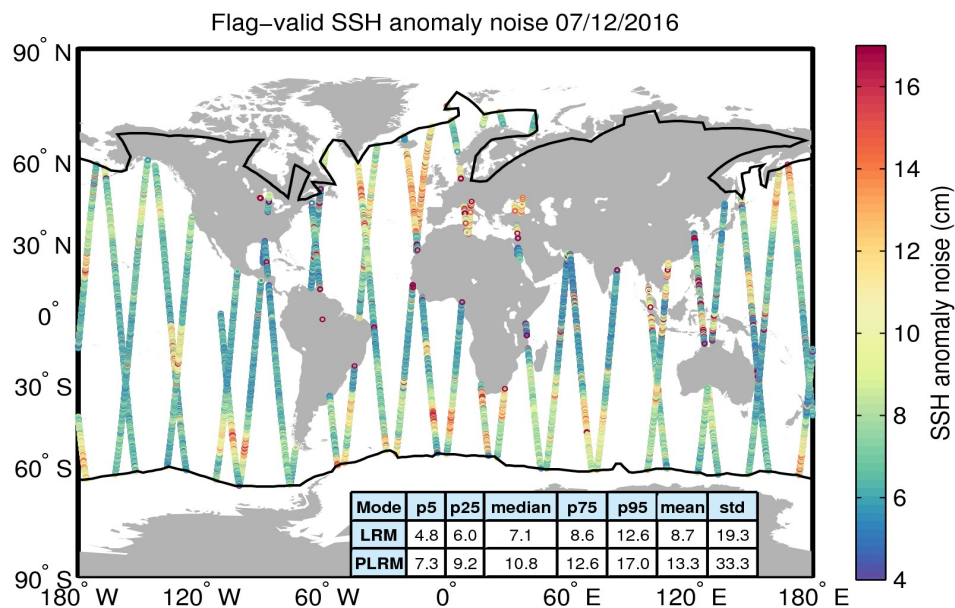 Flag−valid SSH anomaly noise 07/12/2016
90° N
60° N
30° N
0°
30° S
60° S
90° S
180° W
120° W
60° W
0°
60° E
120° E
180° E
Mode p5 p25 median p75 p95 mean std
LRM 4.8 6.0 7.1 8.6 12.6 8.7 19.3
PLRM 7.3 9.2 10.8 12.6 17.0 13.3 33.3
16
14
12
10
8
6
4
SSH anomaly noise (cm)